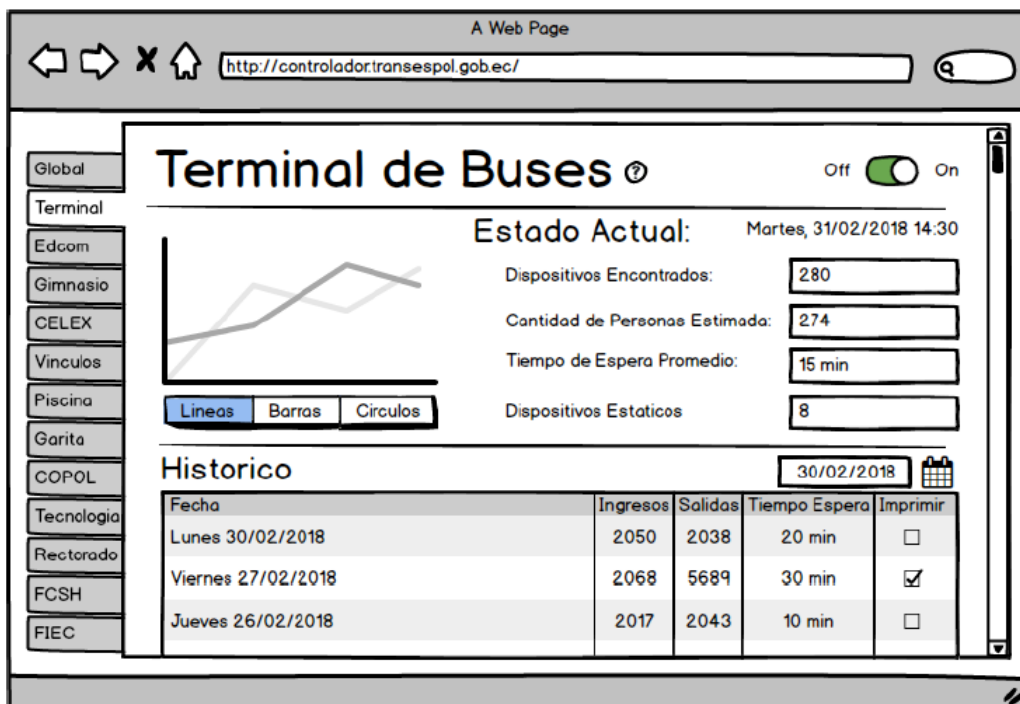 A Web Page
http://controlador.transespol.gob.ec/
Global
Terminal
Edcom
Gimnasio
CELEX
Vinculos
Piscina
Garita
COPOL
Tecnologia
Rectorado
FCSH
FIEC
Terminal de Buses ?
Off On
Estado Actual: Martes, 31/02/2018 14:30
Dispositivos Encontrados: 280
Cantidad de Personas Estimada: 274
Tiempo de Espera Promedio: 15 min
Dispositivos Estaticos 8
Lineas Barras Circulos
Historico 30/02/2018
Fecha Ingresos Salidas Tiempo Espera Imprimir
Lunes 30/02/2018 2050 2038 20 min
Viernes 27/02/2018 2068 5689 30 min
Jueves 26/02/2018 2017 2043 10 min